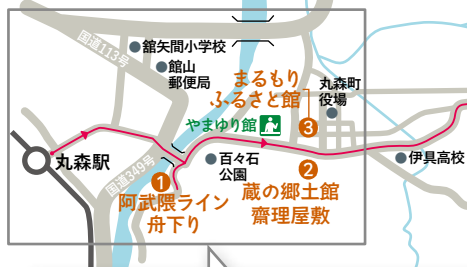 国道113号
舘矢間小学校
館山
郵便局
まるもり
ふるさと館
丸森町
役場
やまゆり館
3
丸森駅
国道349号
百々石
公園
2
伊具高校
1
阿武隈ライン
舟下り
蔵の郷土館
齋理屋敷